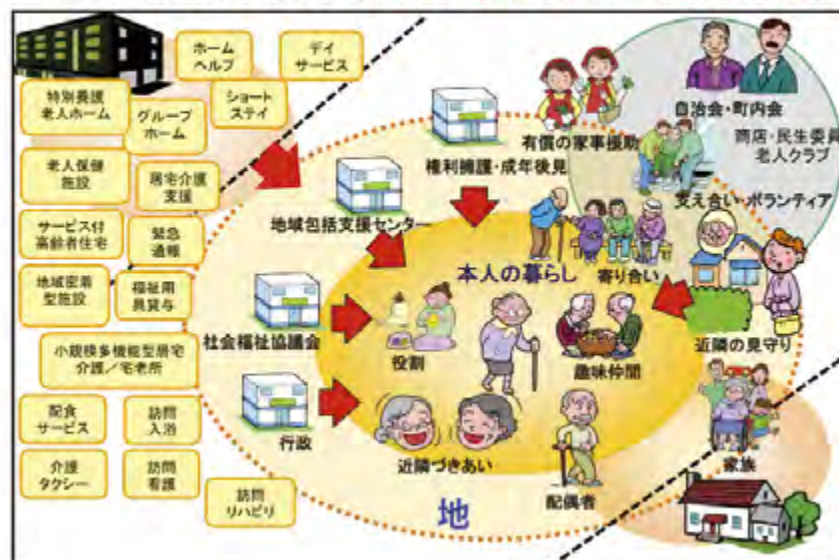 ホーム
ヘルプ
デイ
サービス
特別養護
老人ホーム
グループ
ホーム
ショート
ステイ
老人保健
施設
居宅介護
支援
サービス付
高齢者住宅
緊急
通報
地域密着
型施設
福祉用
具貸与
小規模多機能型居宅
介護／宅老所
配食
サービス
訪問
入浴
介護
タクシー
訪問
看護
訪問
リハビリ
権利擁護・成年後見
地域包括支援センター
社会福祉協議会
行政
有償の家事援助
自治会・町内会
商店・民生委員
老人クラブ
支え合い・ボランティア
本人の暮らし
寄り合い
役割
趣味仲間
近隣の見守り
近隣づきあい
配偶者
家族
地